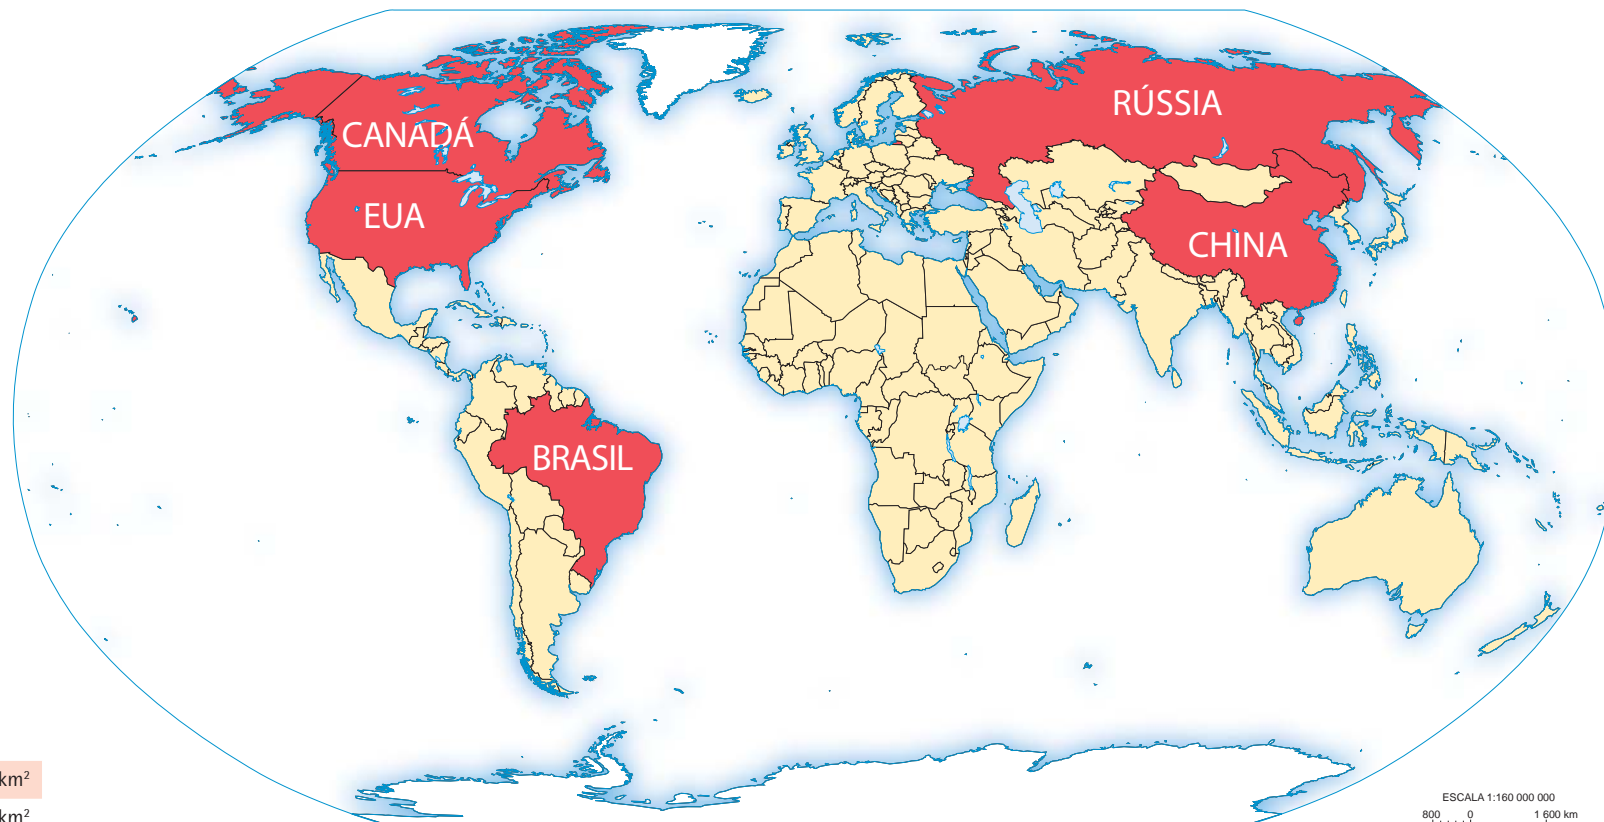 RÚSSIA
CANADÁ
EUA
CHINA
BRASIL
km²
km²
ESCALA 1:160 000 000
800 0 1 600 km